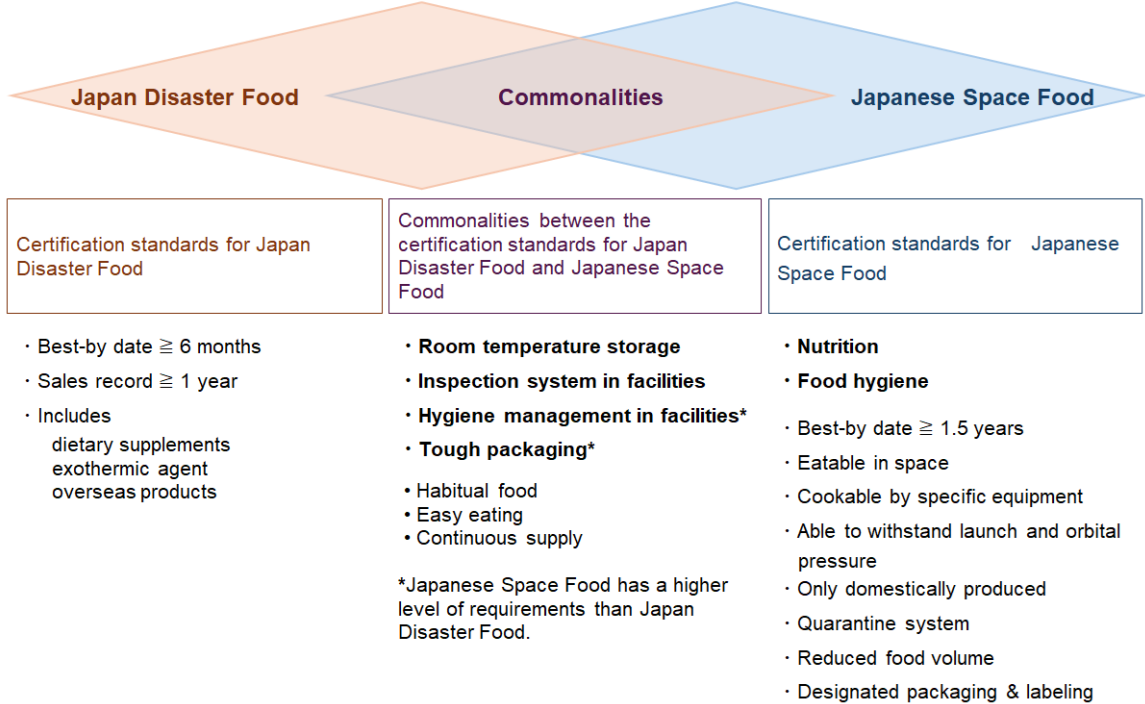 Japan Disaster Food
Commonalities
Japanese Space Food
Certification standards for Japan
Disaster Food
Commonalities between the
certification standards for Japan
Disaster Food and Japanese Space
Food
Certification standards for Japanese
Space Food
・Best-by date ≧ 6 months
・Sales record ≧ 1 year
・Includes
dietary supplements
exothermic agent
overseas products
・Room temperature storage
・Inspection system in facilities
・Hygiene management in facilities*
・Tough packaging*
• Habitual food
• Easy eating
• Continuous supply
*Japanese Space Food has a higher
level of requirements than Japan
Disaster Food.
・Nutrition
・Food hygiene
・Best-by date ≧ 1.5 years
・Eatable in space
・Cookable by specific equipment
・Able to withstand launch and orbital
pressure
・Only domestically produced
・Quarantine system
・Reduced food volume
・Designated packaging & labeling